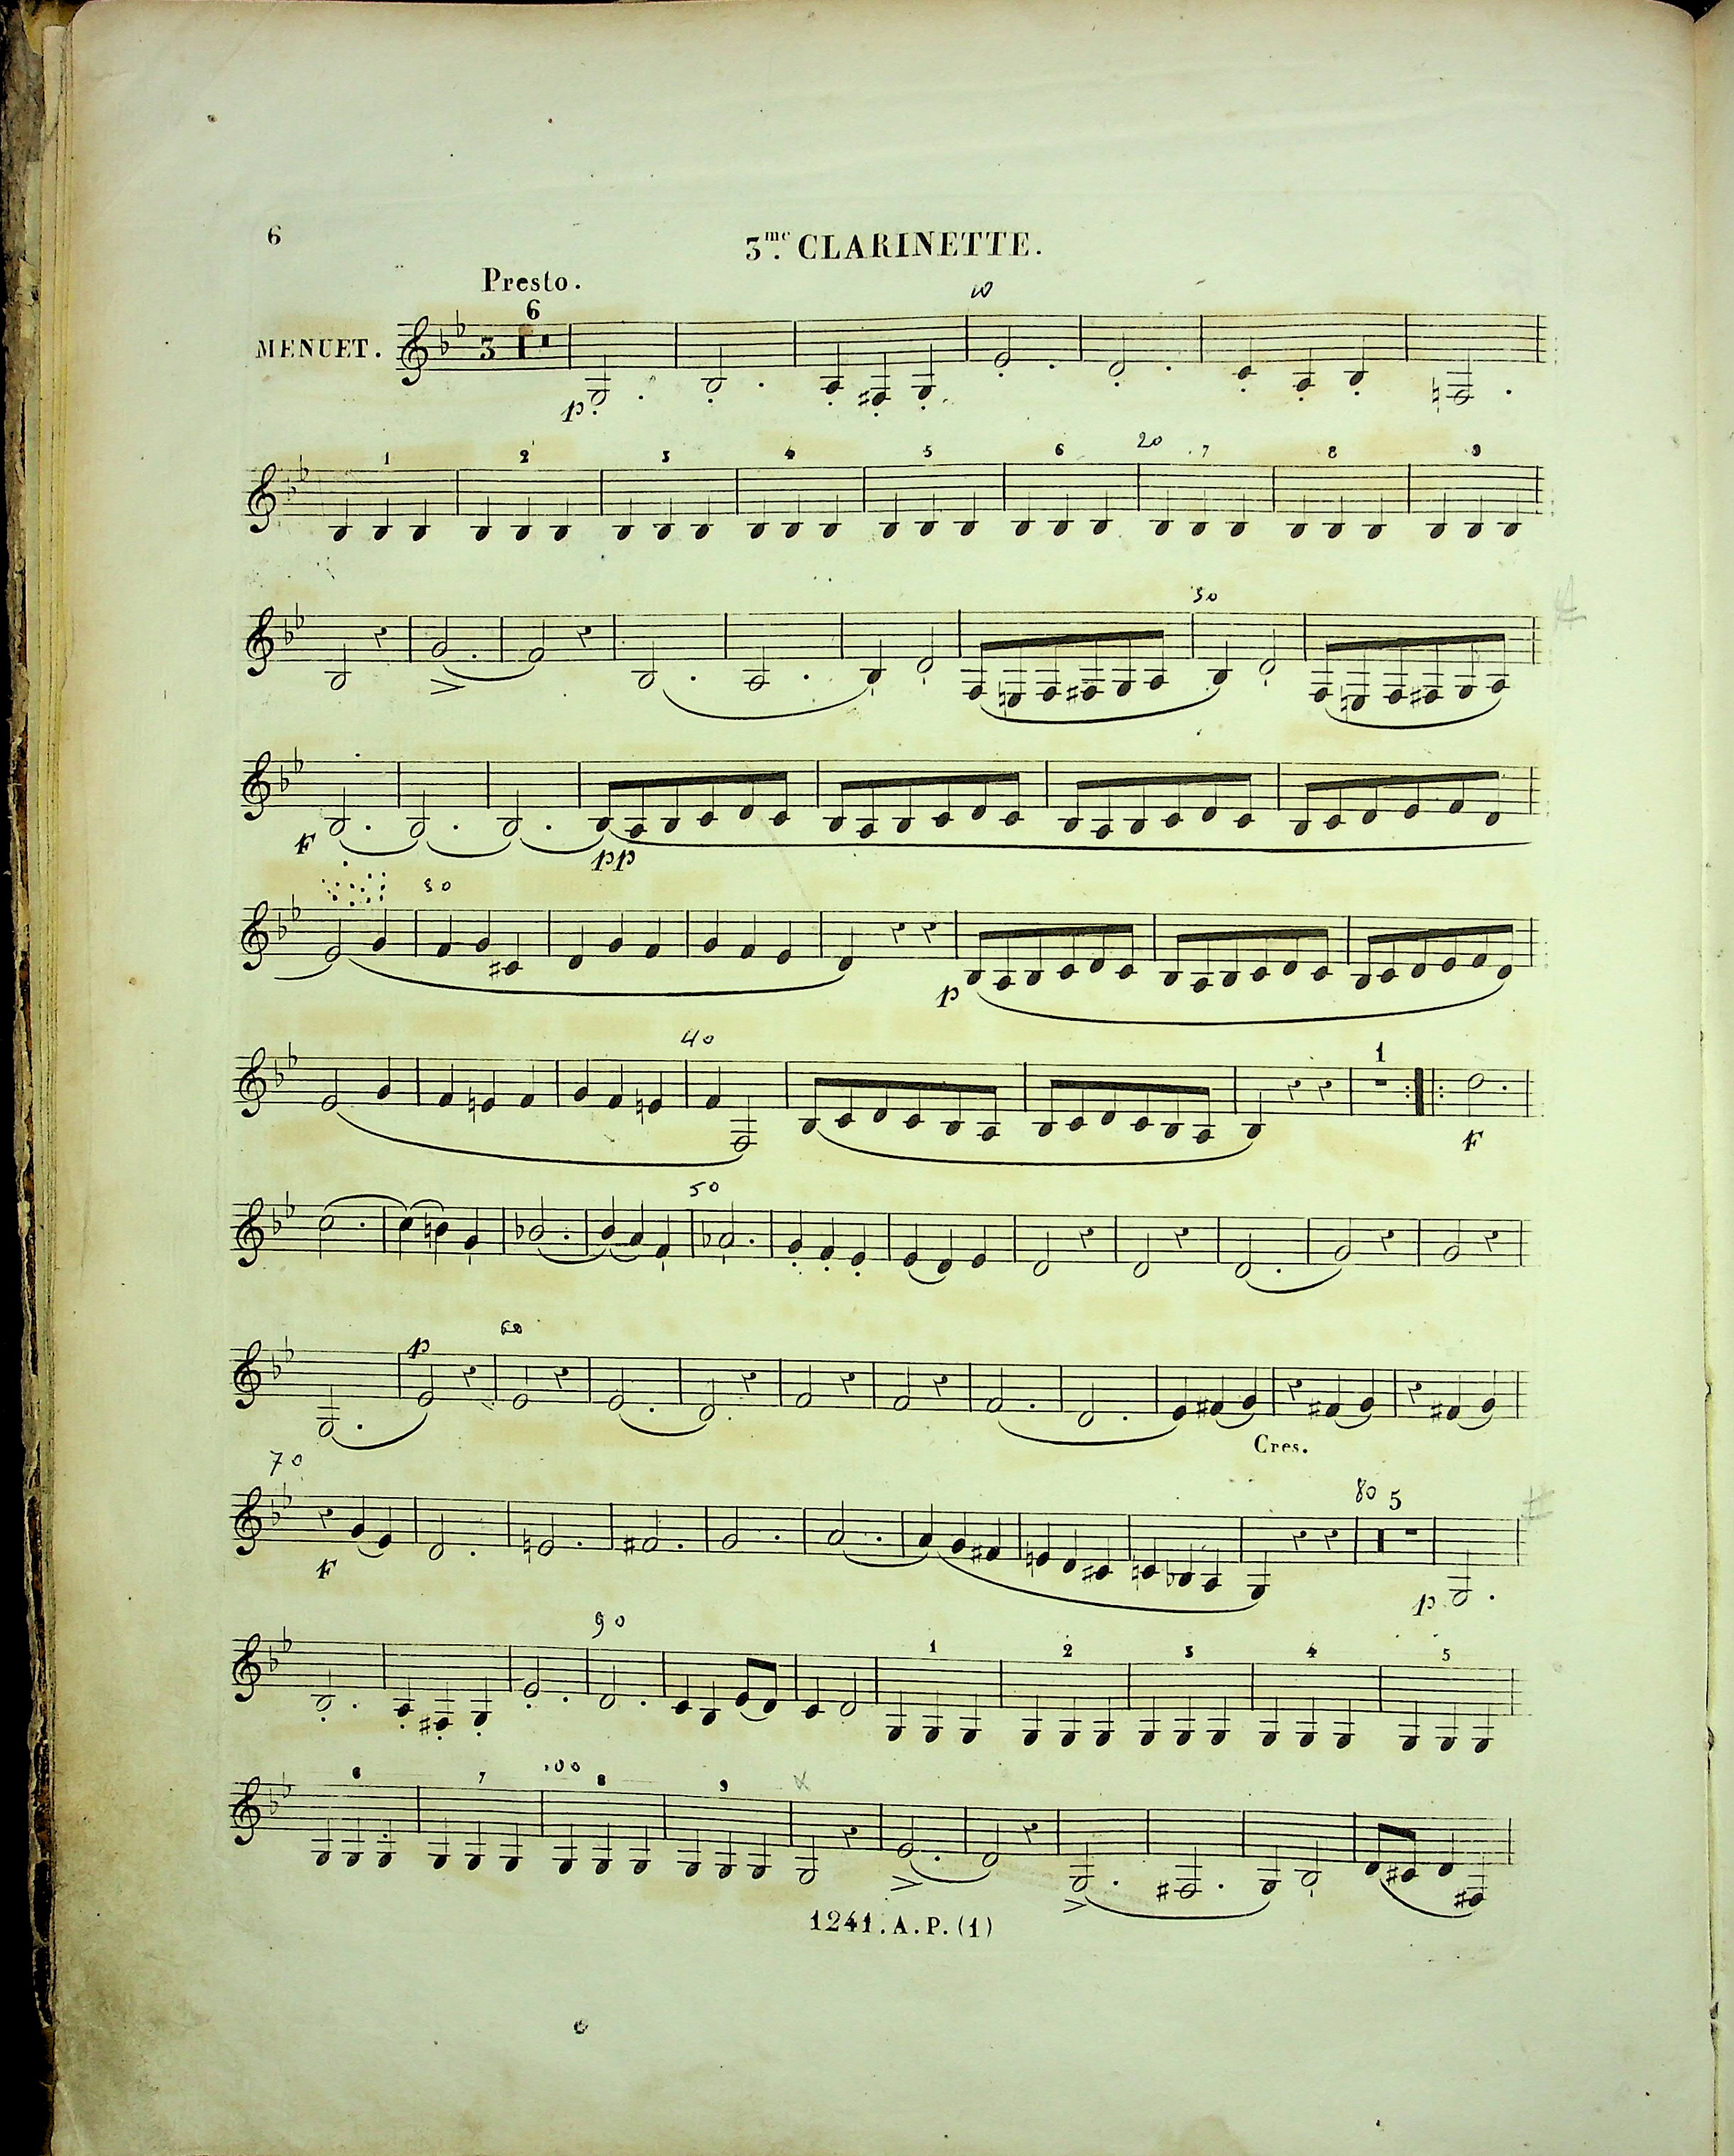 6
3me. CLARINETTE.
Presto.
6
10
MENUET.
3
p
1 2 3 4 5 6 20 7 8 9
30
F
pp
30
p
40
1
F
50
p
60
Cres.
70
80 5
F
p
90
1 2 3 4 5
6 7 100 8 9
1241.A.P.(1)